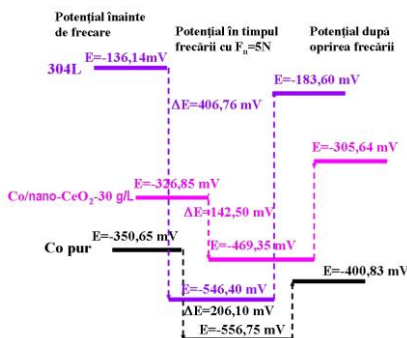 Potențial înainte
de frecare
Potențial în timpul
frecării cu Fn=5N
Potențial după
oprirea frecării
E=-136,14mV
304L
ΔE=406,76 mV
E=-183,60 mV
E=-305,64 mV
E=-326,85 mV
Co/nano-CeO₂-30 g/L
ΔE=142,50 mV
E=-350,65 mV
Co pur
E=-469,35 mV
E=-400,83 mV
E=-546,40 mV
ΔE=206,10 mV
E=-556,75 mV